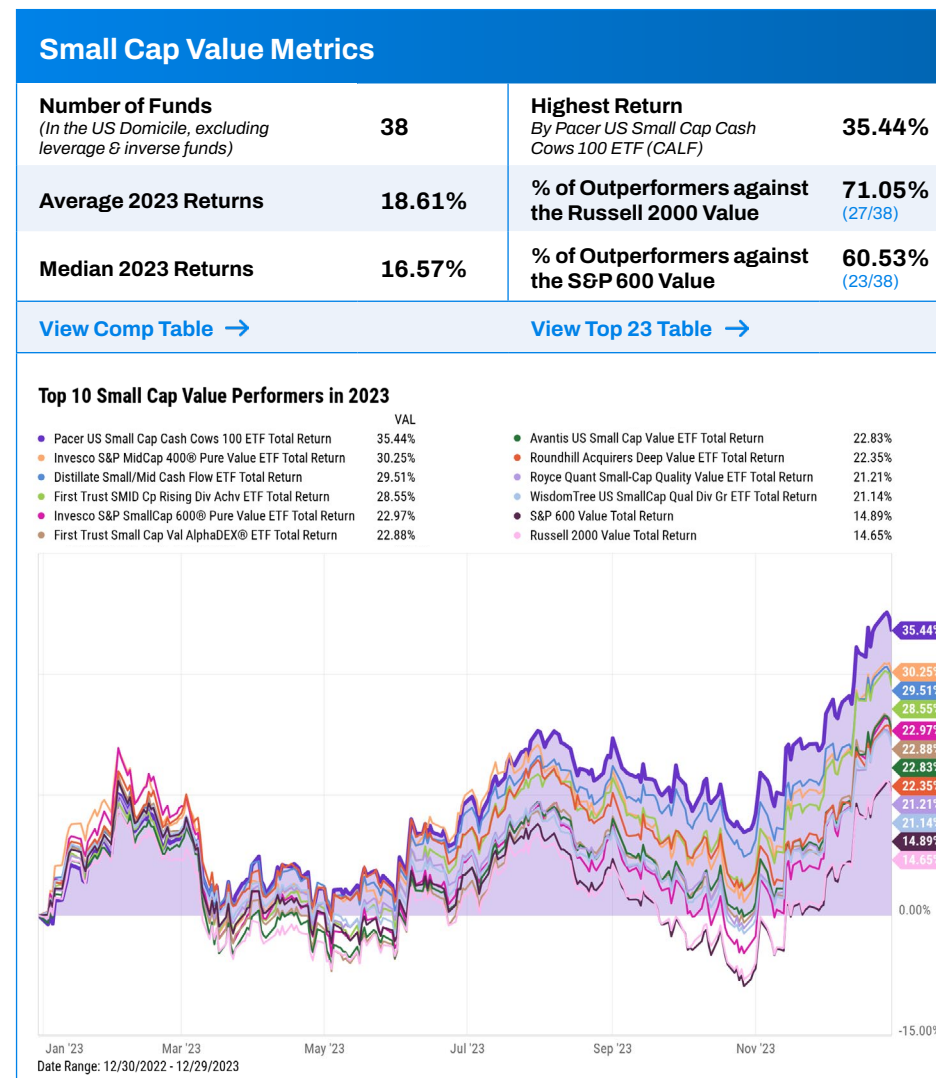 Small Cap Value Metrics
Number of Funds
(In the US Domicile, excluding
leverage & inverse funds)
38
Highest Return
By Pacer US Small Cap Cash
Cows 100 ETF (CALF)
35.44%
Average 2023 Returns
18.61%
% of Outperformers against
the Russell 2000 Value
71.05%
(27/38)
Median 2023 Returns
16.57%
% of Outperformers against
the S&P 600 Value
60.53%
(23/38)
View Comp Table →
View Top 23 Table →
Top 10 Small Cap Value Performers in 2023
VAL
Pacer US Small Cap Cash Cows 100 ETF Total Return 35.44%
Invesco S&P MidCap 400® Pure Value ETF Total Return 30.25%
Distillate Small/Mid Cash Flow ETF Total Return 29.51%
First Trust SMID Cp Rising Div Achv ETF Total Return 28.55%
Invesco S&P SmallCap 600® Pure Value ETF Total Return 22.97%
First Trust Small Cap Val AlphaDEX® ETF Total Return 22.88%
Avantis US Small Cap Value ETF Total Return 22.83%
Roundhill Acquirers Deep Value ETF Total Return 22.35%
Royce Quant Small-Cap Quality Value ETF Total Return 21.21%
WisdomTree US SmallCap Qual Div Gr ETF Total Return 21.14%
S&P 600 Value Total Return 14.89%
Russell 2000 Value Total Return 14.65%
35.44%
30.25%
29.51%
28.55%
22.97%
22.88%
22.83%
22.35%
21.21%
21.14%
14.89%
14.65%
0.00%
-15.00%
Jan '23
Mar '23
May '23
Jul '23
Sep '23
Nov '23
Date Range: 12/30/2022 - 12/29/2023